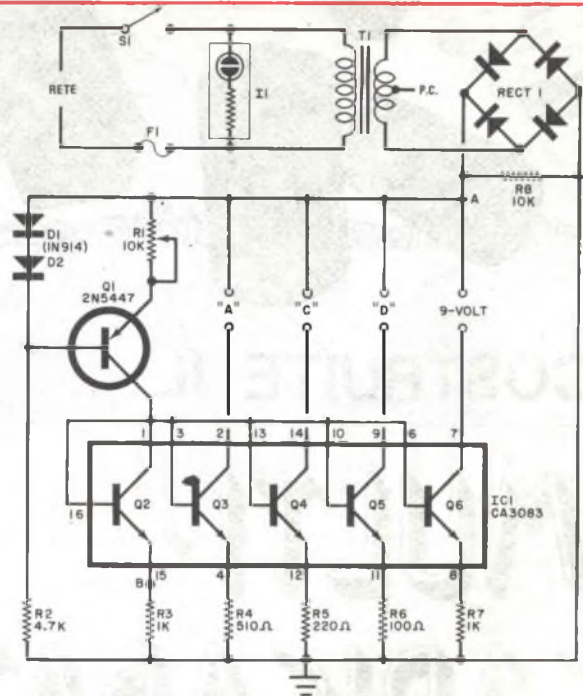 S1
T1
RETE
I1
P.C.
RECT 1
F1
R8
10K
A
D1
(IN914)
D2
R1
10K
Q1
2N5447
"A"
"C"
"D"
9-VOLT
1
3
2
13
14
10
9
6
7
16
Q2
Q3
Q4
Q5
Q6
IC1
CA3083
B
15
4
12
11
8
R2
4.7K
R3
1K
R4
510Ω
R5
220Ω
R6
100Ω
R7
1K